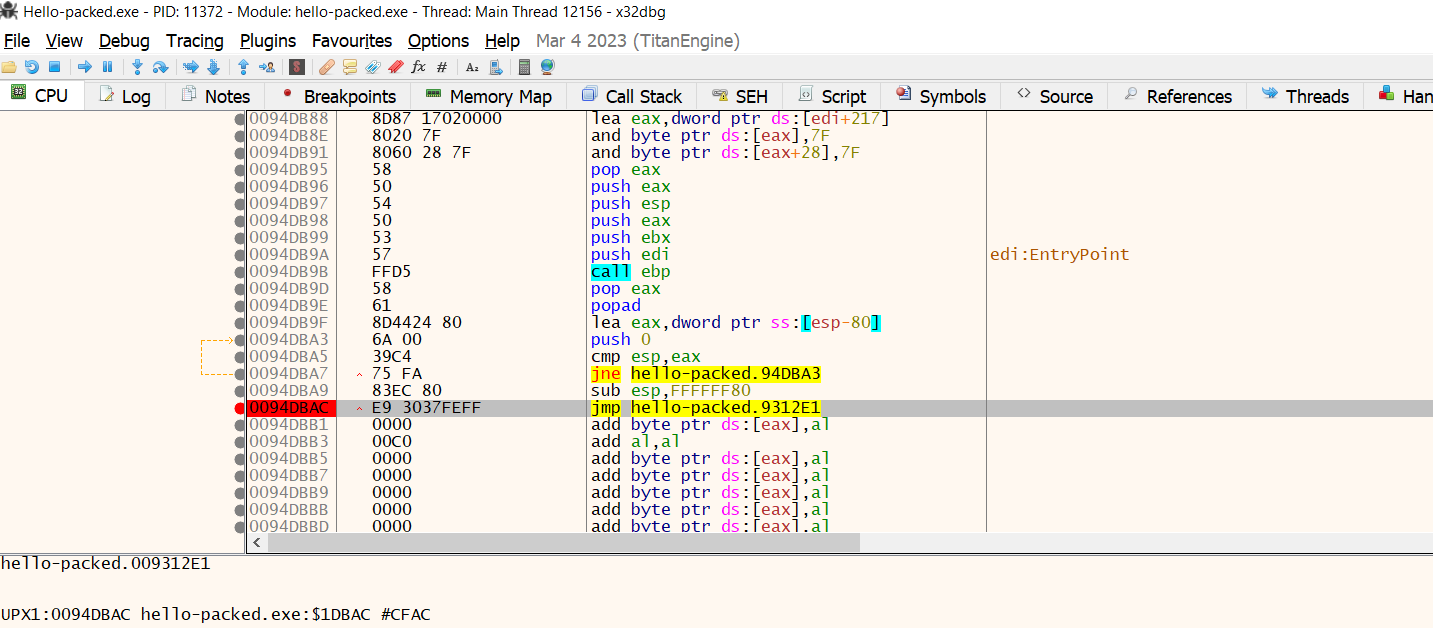 Hello-packed.exe - PID: 11372 - Module: hello-packed.exe - Thread: Main Thread 12156 - x32dbg
File View Debug Tracing Plugins Favourites Options Help Mar 4 2023 (TitanEngine)
CPU Log Notes Breakpoints Memory Map Call Stack SEH Script Symbols Source References Threads Han
0094DB88 8D87 17020000 lea eax,dword ptr ds:[edi+217]
0094DB8E 8020 7F and byte ptr ds:[eax],7F
0094DB91 8060 28 7F and byte ptr ds:[eax+28],7F
0094DB95 58 pop eax
0094DB96 50 push eax
0094DB97 54 push esp
0094DB98 50 push eax
0094DB99 53 push ebx
0094DB9A 57 push edi edi:EntryPoint
0094DB9B FFD5 call ebp
0094DB9D 58 pop eax
0094DB9E 61 popad
0094DB9F 8D4424 80 lea eax,dword ptr ss:[esp-80]
0094DBA3 6A 00 push 0
0094DBA5 39C4 cmp esp,eax
0094DBA7 75 FA jne hello-packed.94DBA3
0094DBA9 83EC 80 sub esp,FFFFFF80
0094DBAC E9 3037FEFF jmp hello-packed.9312E1
0094DBB1 0000 add byte ptr ds:[eax],al
0094DBB3 00C0 add al,al
0094DBB5 0000 add byte ptr ds:[eax],al
0094DBB7 0000 add byte ptr ds:[eax],al
0094DBB9 0000 add byte ptr ds:[eax],al
0094DBBB 0000 add byte ptr ds:[eax],al
0094DBBD 0000 add byte ptr ds:[eax],al
hello-packed.009312E1
UPX1:0094DBAC hello-packed.exe:$1DBAC #CFAC